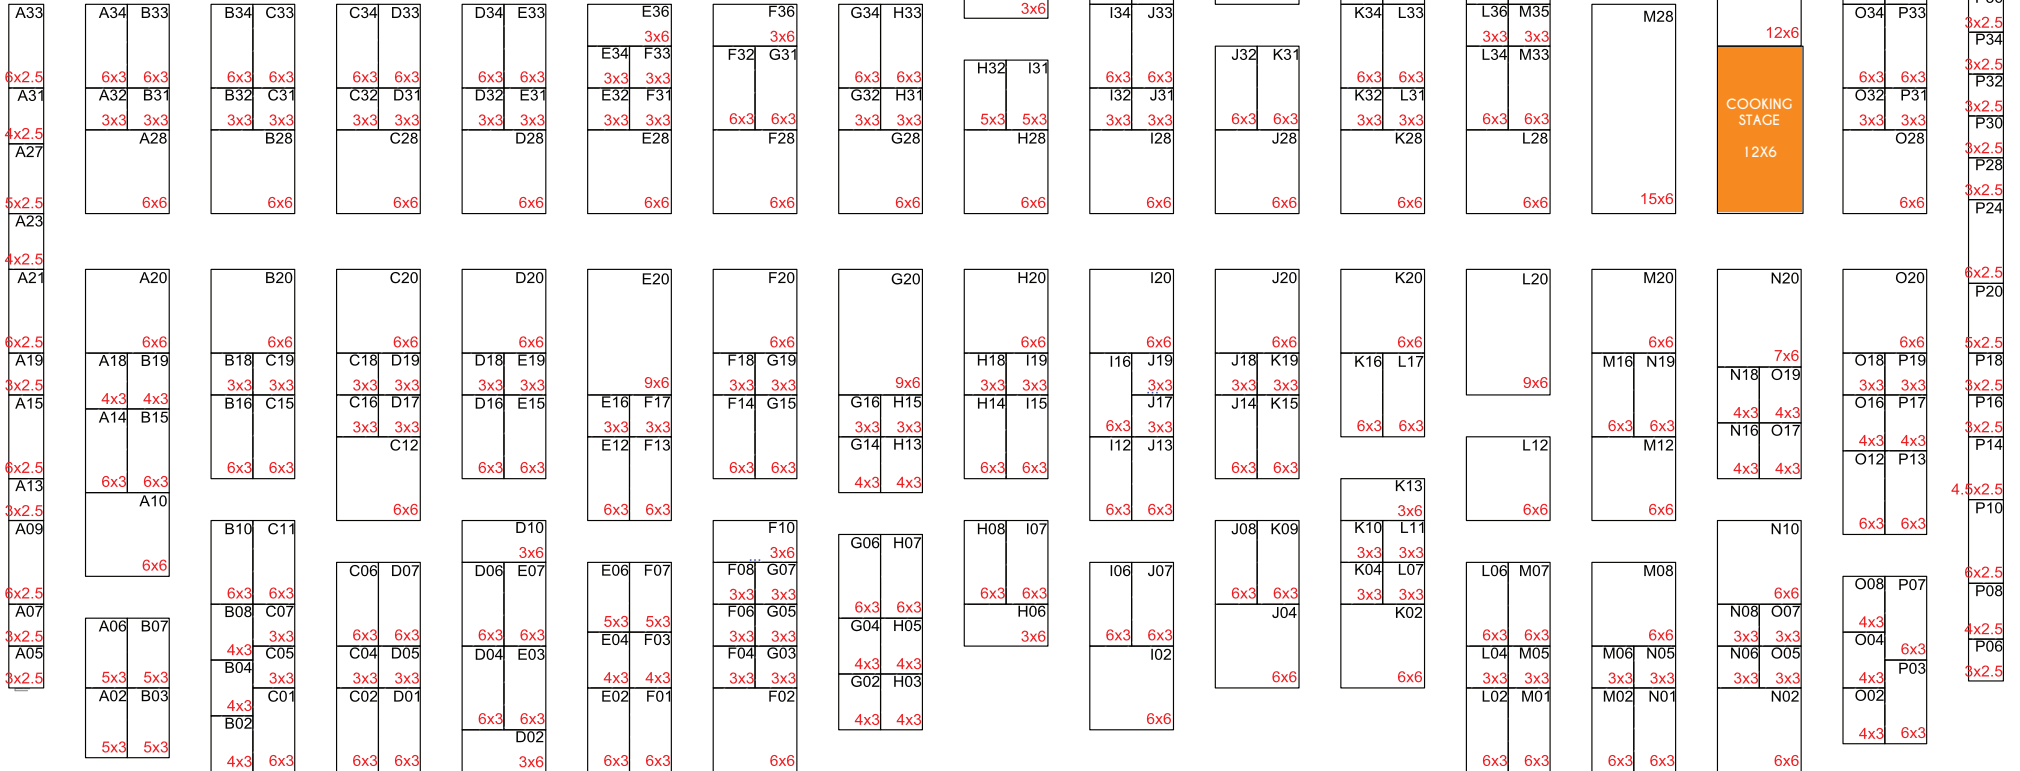 A33 A34 B33 B34 C33 C34 D33 D34 E33 E36 F36 G34 H33 3x6 I34 J33 K34 L33 L36 M35 M28 12x6 O34 P33
3x6 3x6 3x6 3x6 3x2.5
E34 F33 F32 G31 J32 K31 L34 M33 P34
6x2.5 6x3 6x3 6x3 6x3 6x3 6x3 6x3 6x3 3x3 3x3 6x3 6x3 H32 I31 6x3 6x3 6x3 6x3 6x3 6x3 3x2.5
A31 A32 B31 B32 C31 C32 D31 D32 E31 E32 F31 G32 H31 I32 J31 K32 L31 COOKING O32 P31 P32
STAGE
4x2.5 3x3 3x3 3x3 3x3 3x3 3x3 3x3 3x3 3x3 3x3 6x3 6x3 3x3 3x3 5x3 5x3 3x3 3x3 6x3 6x3 3x3 3x3 6x3 6x3 3x3 3x3 3x2.5
P30
A27 A28 B28 C28 D28 E28 F28 G28 H28 I28 J28 K28 L28 12X6 O28 3x2.5
P28
5x2.5 6x6 6x6 6x6 6x6 6x6 6x6 6x6 6x6 6x6 6x6 6x6 6x6 15x6 6x6 3x2.5
A23 P24
4x2.5 6x2.5
A21 A20 B20 C20 D20 E20 F20 G20 H20 I20 J20 K20 L20 M20 N20 O20 P20
6x2.5 6x6 6x6 6x6 6x6 6x6 6x6 6x6 6x6 6x6 6x6 7x6 6x6 5x2.5
A19 A18 B19 B18 C19 C18 D19 D18 E19 F18 G19 H18 I19 I16 J19 J18 K19 K16 L17 M16 N19 N18 O19 O18 P19 P18
3x2.5 4x3 4x3 3x3 3x3 3x3 3x3 3x3 3x3 9x6 3x3 3x3 9x6 3x3 3x3 3x3 3x3 3x3 9x6 4x3 4x3 3x3 3x3 3x2.5
A15 A14 B15 B16 C15 C16 D17 D16 E15 E16 F17 F14 G15 G16 H15 H14 I15 J17 J14 K15 N16 O17 O16 P17 P16
3x3 3x3 3x3 3x3 3x3 3x3 6x3 3x3 6x3 6x3 6x3 6x3 4x3 4x3 3x2.5
C12 E12 F13 G14 H13 I12 J13 L12 M12 O12 P13 P14
6x2.5 6x3 6x3 6x3 6x3 6x3 6x3 6x3 6x3 4x3 4x3 6x3 6x3 6x3 6x3 4x3 4x3
A13 A10 K13 4.5x2.5
3x2.5 6x6 6x3 6x3 6x3 6x3 3x6 6x6 6x6 6x3 6x3 P10
A09 B10 C11 D10 F10 G06 H07 H08 I07 J08 K09 K10 L11 N10
3x6 3x6 3x3 3x3
6x6 C06 D07 D06 E07 E06 F07 F08 G07 I06 J07 K04 L07 L06 M07 M08 O08 P07 6x2.5
6x2.5 6x3 6x3 3x3 3x3 6x3 6x3 6x3 6x3 6x3 6x3 3x3 3x3 6x6 P08
A07 B08 C07 5x3 5x3 F06 G05 H06 J04 K02 N08 O07 4x3
3x2.5 A06 B07 3x3 6x3 6x3 6x3 6x3 E04 F03 3x3 3x3 G04 H05 3x6 6x3 6x3 6x3 6x3 6x6 3x3 3x3 O04 6x3 4x2.5
A05 4x3 C05 C04 D05 D04 E03 F04 G03 I02 L04 M05 M06 N05 N06 O05 P03 P06
3x2.5 5x3 5x3 B04 3x3 3x3 3x3 4x3 4x3 3x3 3x3 4x3 4x3 6x6 6x6 3x3 3x3 3x3 3x3 3x3 3x3 4x3 3x2.5
A02 B03 4x3 C01 C02 D01 E02 F01 F02 G02 H03 L02 M01 M02 N01 N02 O02
B02 6x3 6x3 4x3 4x3 6x6
5x3 5x3 D02 4x3 6x3
4x3 6x3 6x3 6x3 3x6 6x3 6x3 6x6 6x3 6x3 6x3 6x3 6x6